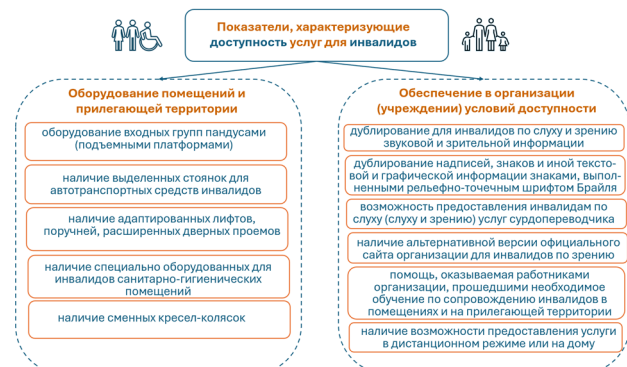 Показатели, характеризующие
доступность услуг для инвалидов
Оборудование помещений и
прилегающей территории
оборудование входных групп пандусами
(подъемными платформами)
наличие выделенных стоянок для
автотранспортных средств инвалидов
наличие адаптированных лифтов,
поручней, расширенных дверных проемов
наличие специально оборудованных для
инвалидов санитарно-гигиенических
помещений
наличие сменных кресел-колясок
Обеспечение в организации
(учреждении) условий доступности
дублирование для инвалидов по слуху и зрению
звуковой и зрительной информации
дублирование надписей, знаков и иной тексто-
вой и графической информации знаками, выпол-
ненными рельефно-точечным шрифтом Брайля
возможность предоставления инвалидам по
слуху (слуху и зрению) услуг сурдопереводчика
наличие альтернативной версии официального
сайта организации для инвалидов по зрению
помощь, оказываемая работниками
организации, прошедшими необходимое
обучение по сопровождению инвалидов в
помещениях и на прилегающей территории
наличие возможности предоставления услуги
в дистанционном режиме или на дому